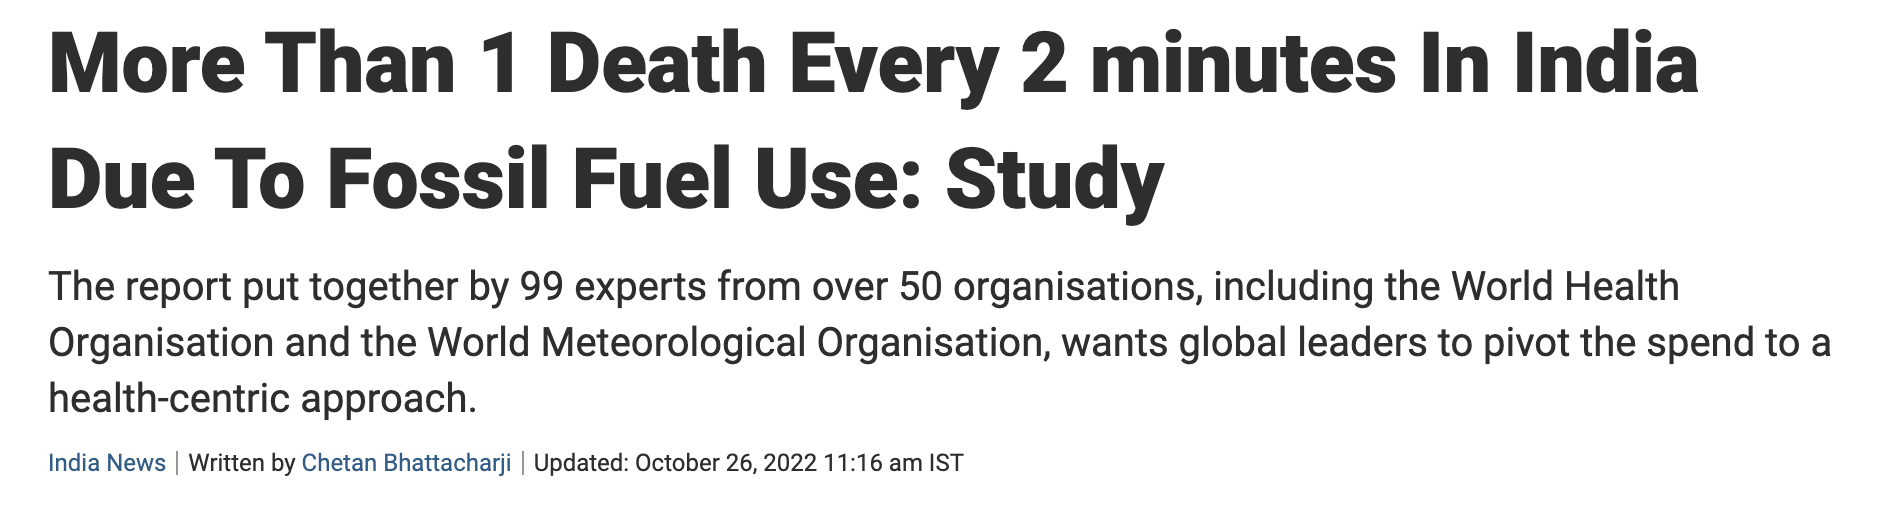 More Than 1 Death Every 2 minutes In India
Due To Fossil Fuel Use: Study
The report put together by 99 experts from over 50 organisations, including the World Health
Organisation and the World Meteorological Organisation, wants global leaders to pivot the spend to a
health-centric approach.
India News | Written by Chetan Bhattacharji | Updated: October 26, 2022 11:16 am IST